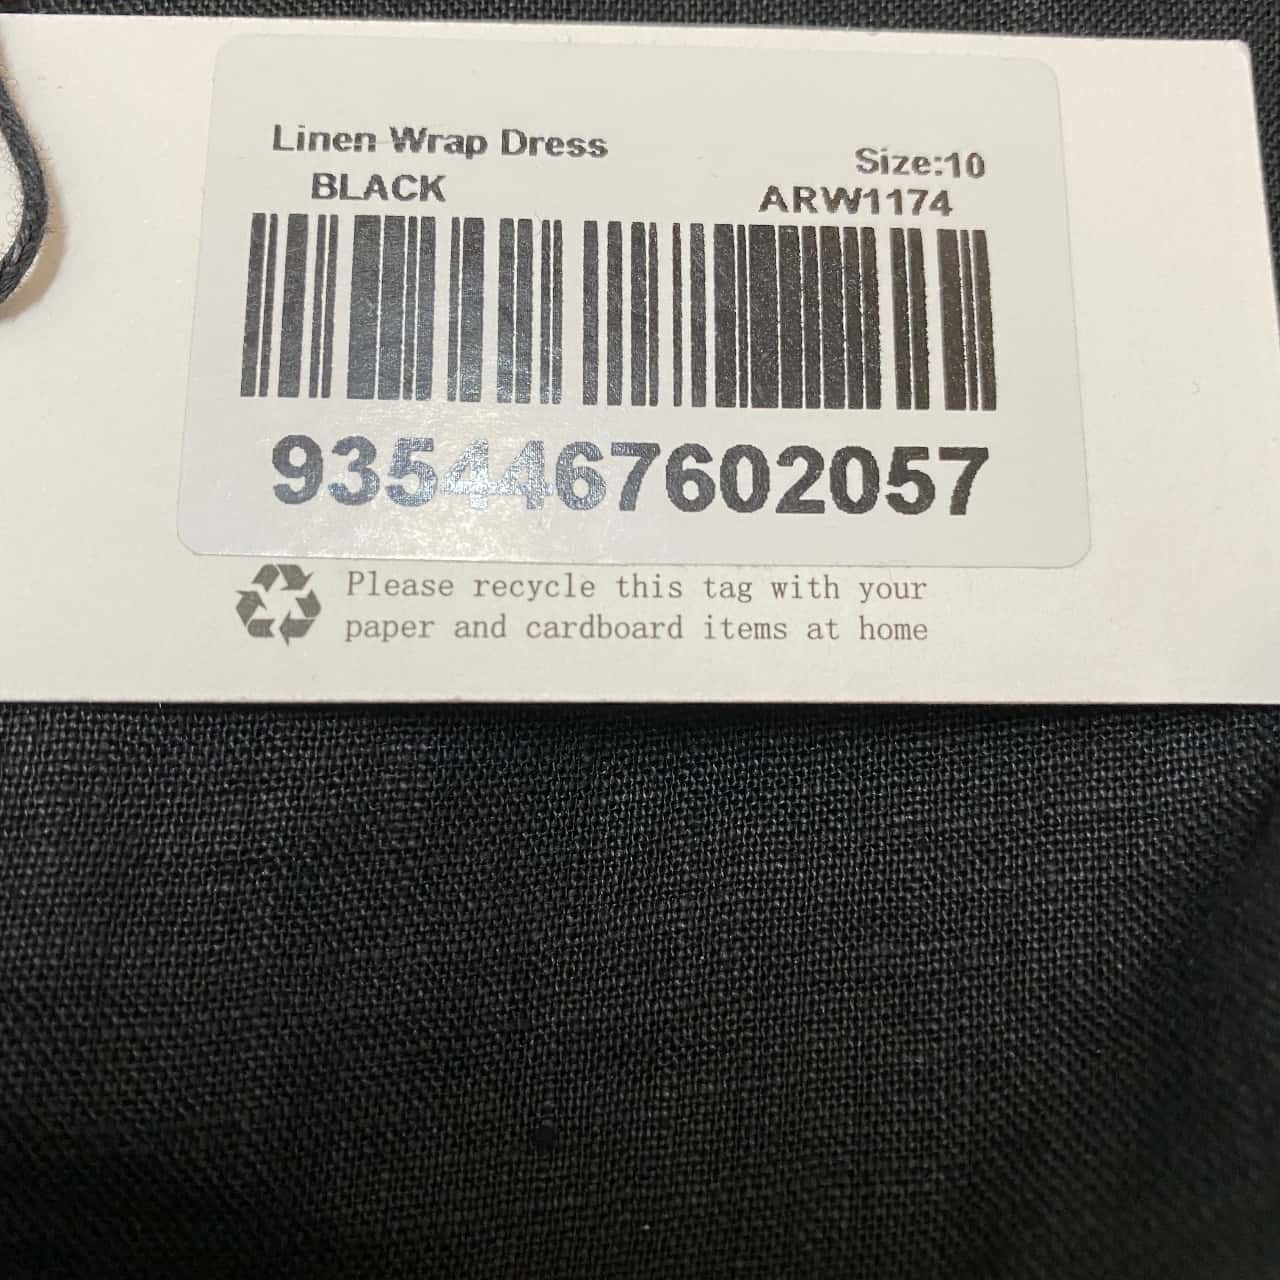 Linen Wrap Dress
Size:10
BLACK
ARW1174
9354467602057
Please recycle this tag with your
paper and cardboard items at home